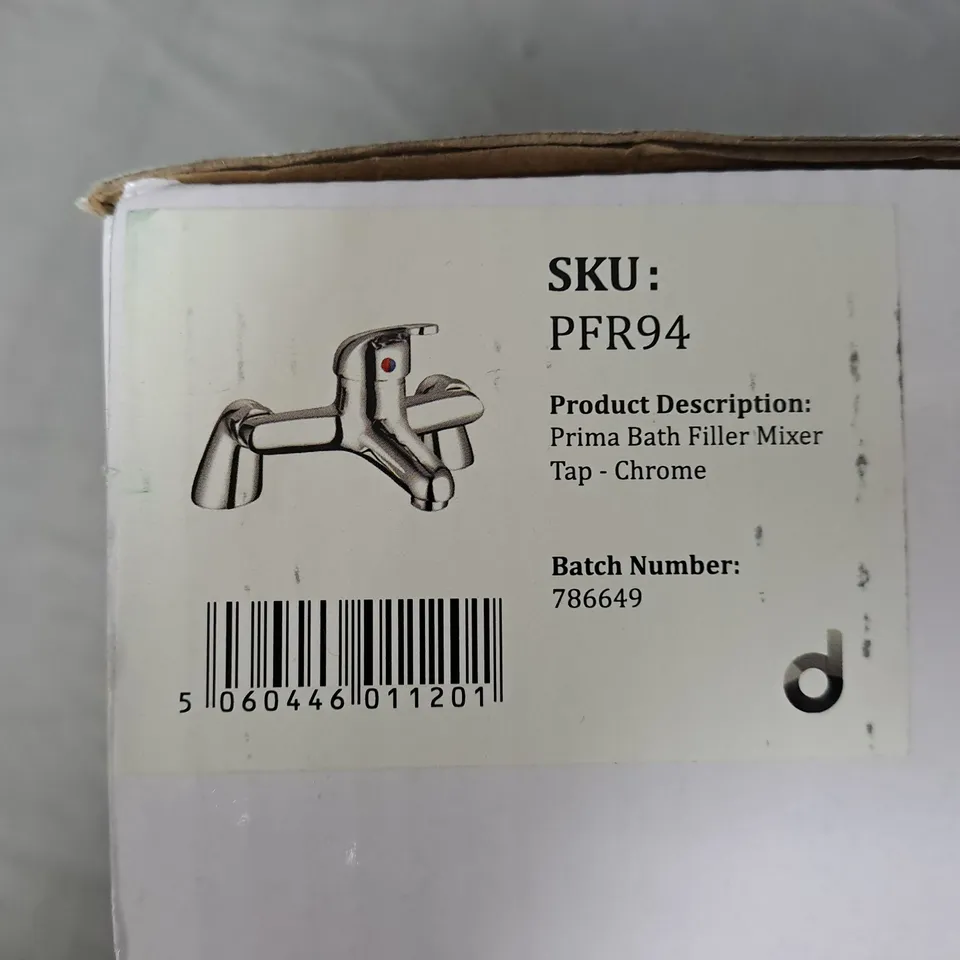 SKU:
PFR94
Product Description:
Prima Bath Filler Mixer
Tap - Chrome
Batch Number:
786649
5 060446 011201
d